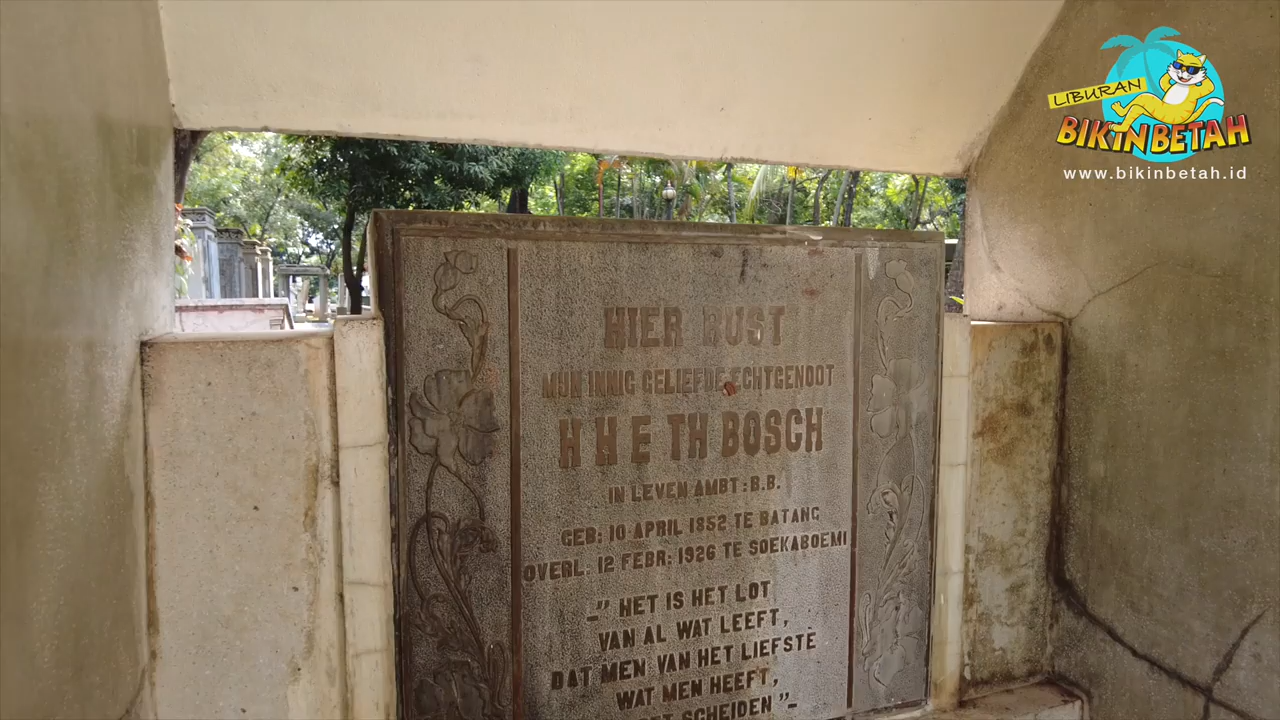 LIBURAN
BIKINBETAH
www.bikinbetah.id
HIER RUST
MIJN INNIG GELIEFDE ECHTGENOOT
H H E TH BOSCH
IN LEVEN AMBT: B.B.
GEB: 10 APRIL 1852 TE BATANG
OVERL: 12 FEBR: 1926 TE SOEKABOEMI
„" HET IS HET LOT
VAN AL WAT LEEFT,
DAT MEN VAN HET LIEFSTE
WAT MEN HEEFT,
SCHEIDEN "–